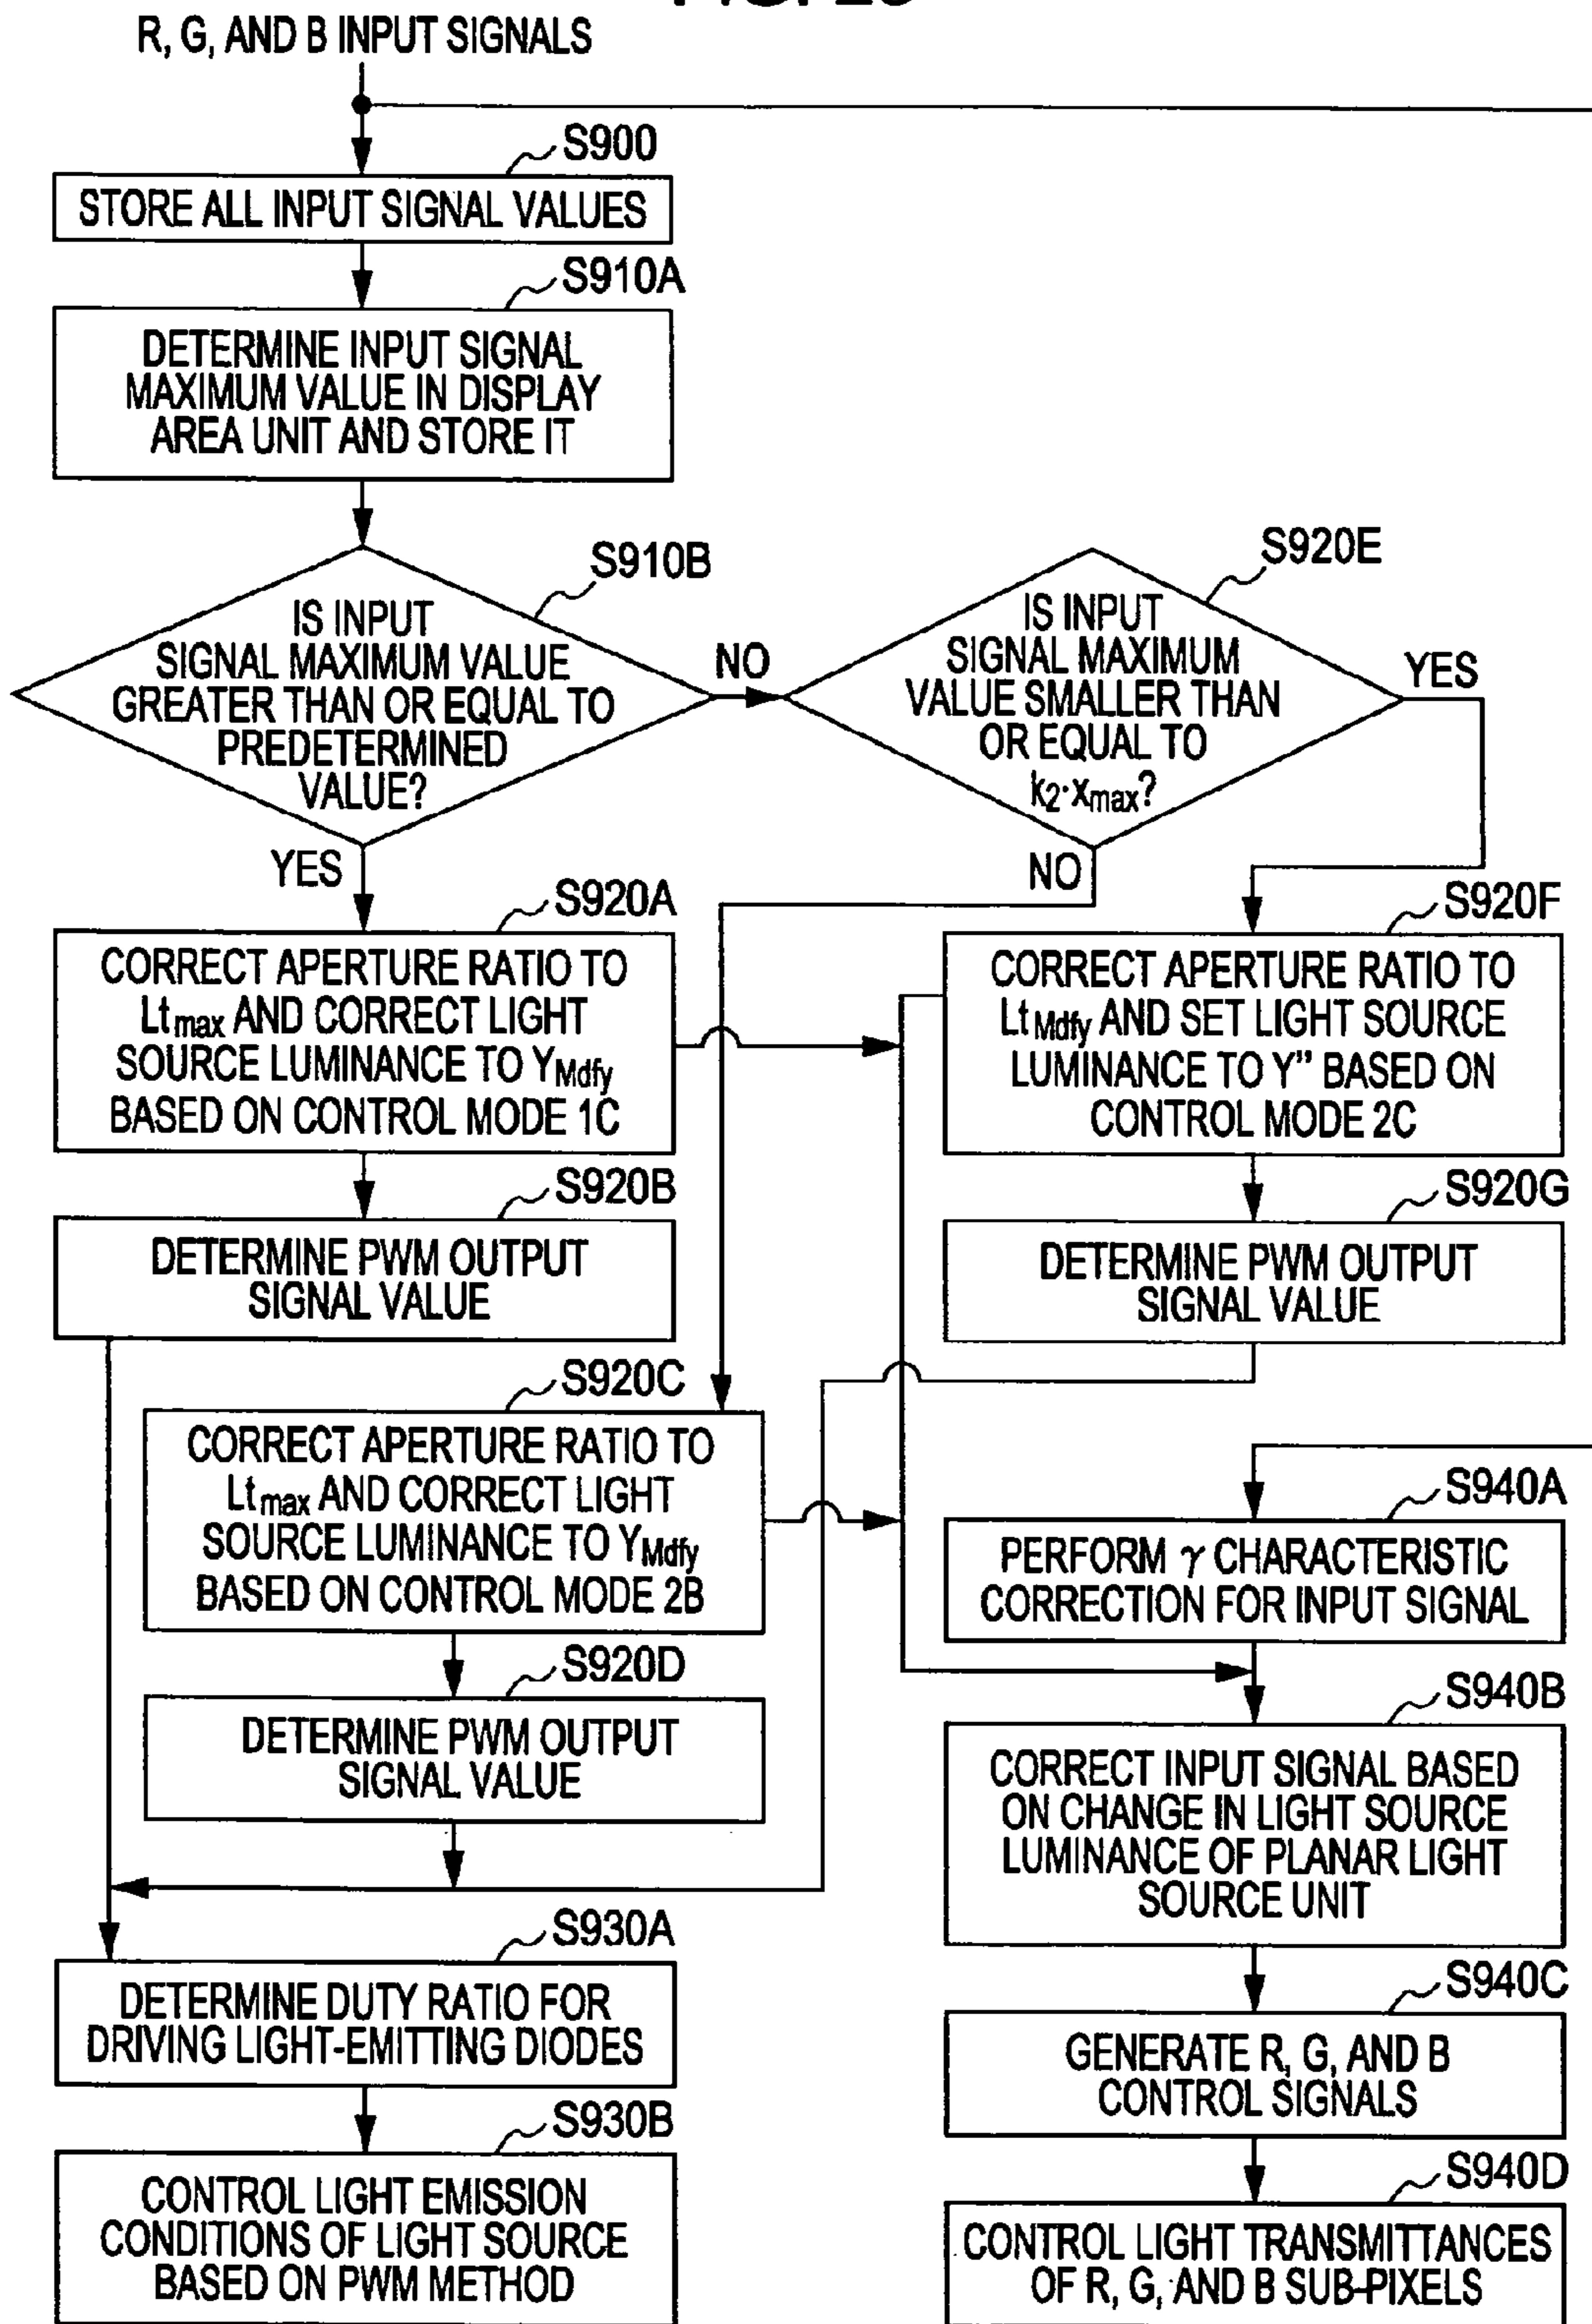 R, G, AND B INPUT SIGNALS
S900
STORE ALL INPUT SIGNAL VALUES
S910A
DETERMINE INPUT SIGNAL
MAXIMUM VALUE IN DISPLAY
AREA UNIT AND STORE IT
S910B
IS INPUT
SIGNAL MAXIMUM VALUE
GREATER THAN OR EQUAL TO
PREDETERMINED
VALUE?
NO
YES
S920E
IS INPUT
SIGNAL MAXIMUM
VALUE SMALLER THAN
OR EQUAL TO
k2·xmax?
YES
NO
S920A
CORRECT APERTURE RATIO TO
Ltmax AND CORRECT LIGHT
SOURCE LUMINANCE TO YMdfy
BASED ON CONTROL MODE 1C
S920F
CORRECT APERTURE RATIO TO
LtMdfy AND SET LIGHT SOURCE
LUMINANCE TO Y" BASED ON
CONTROL MODE 2C
S920B
DETERMINE PWM OUTPUT
SIGNAL VALUE
S920G
DETERMINE PWM OUTPUT
SIGNAL VALUE
S920C
CORRECT APERTURE RATIO TO
Ltmax AND CORRECT LIGHT
SOURCE LUMINANCE TO YMdfy
BASED ON CONTROL MODE 2B
S920D
DETERMINE PWM OUTPUT
SIGNAL VALUE
S940A
PERFORM γ CHARACTERISTIC
CORRECTION FOR INPUT SIGNAL
S940B
CORRECT INPUT SIGNAL BASED
ON CHANGE IN LIGHT SOURCE
LUMINANCE OF PLANAR LIGHT
SOURCE UNIT
S930A
DETERMINE DUTY RATIO FOR
DRIVING LIGHT-EMITTING DIODES
S940C
GENERATE R, G, AND B
CONTROL SIGNALS
S930B
CONTROL LIGHT EMISSION
CONDITIONS OF LIGHT SOURCE
BASED ON PWM METHOD
S940D
CONTROL LIGHT TRANSMITTANCES
OF R, G, AND B SUB-PIXELS